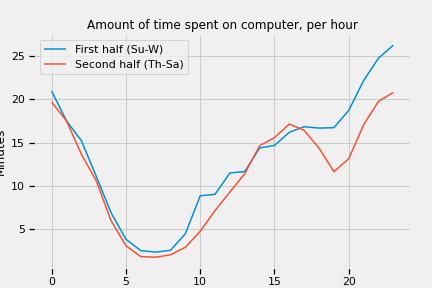 Amount of time spent on computer, per hour
First half (Su-W)
Second half (Th-Sa)
Minutes
25
20
15
10
5
0 5 10 15 20